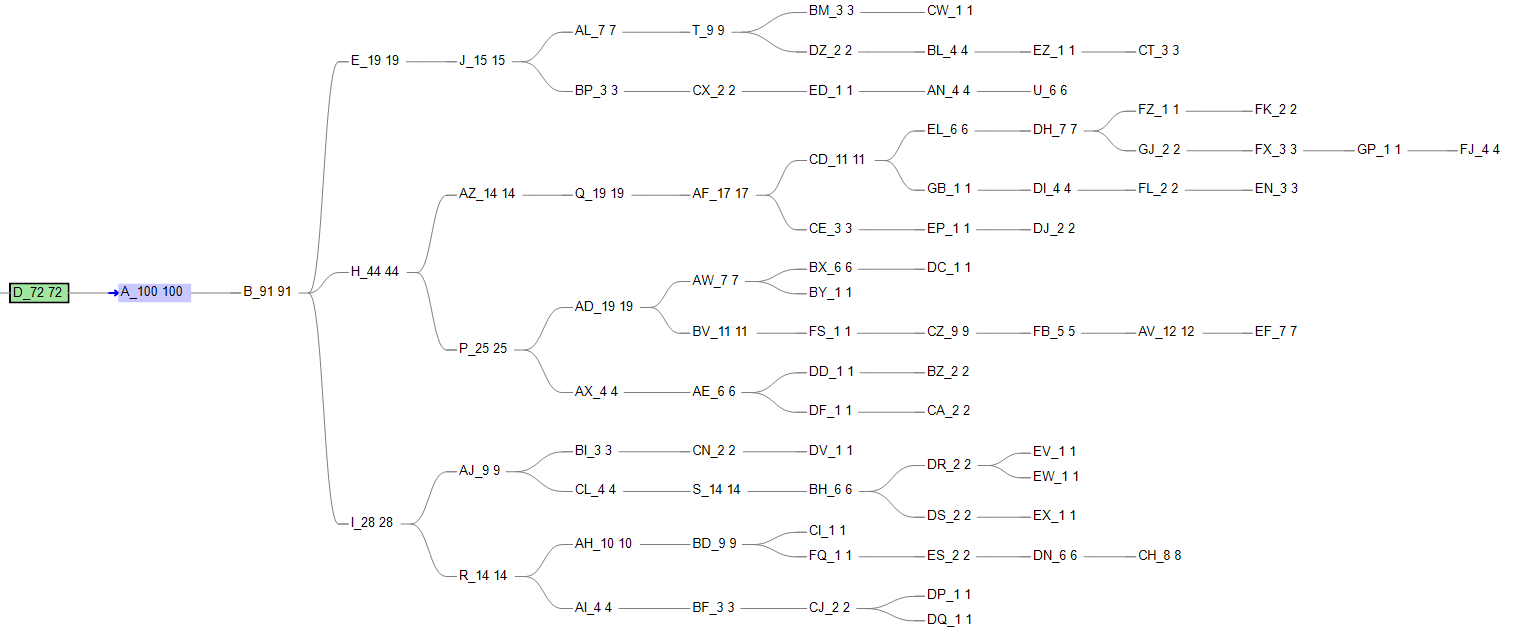 BM_3 3 CW_1 1
AL_7 7 T_9 9
DZ_2 2 BL_4 4 EZ_1 1 CT_3 3
E_19 19 J_15 15
BP_3 3 CX_2 2 ED_1 1 AN_4 4 U_6 6
FZ_1 1 FK_2 2
EL_6 6 DH_7 7
GJ_2 2 FX_3 3 GP_1 1 FJ_4 4
CD_11 11
GB_1 1 DI_4 4 FL_2 2 EN_3 3
AZ_14 14 Q_19 19 AF_17 17
CE_3 3 EP_1 1 DJ_2 2
BX_6 6 DC_1 1
H_44 44
AW_7 7
BY_1 1
D_72 72 A_100 100 B_91 91
AD_19 19
BV_11 11 FS_1 1 CZ_9 9 FB_5 5 AV_12 12 EF_7 7
P_25 25
DD_1 1 BZ_2 2
AX_4 4 AE_6 6
DF_1 1 CA_2 2
BI_3 3 CN_2 2 DV_1 1
EV_1 1
DR_2 2
AJ_9 9
EW_1 1
CL_4 4 S_14 14 BH_6 6
DS_2 2 EX_1 1
I_28 28
CI_1 1
AH_10 10 BD_9 9
FQ_1 1 ES_2 2 DN_6 6 CH_8 8
R_14 14
DP_1 1
AI_4 4 BF_3 3 CJ_2 2
DQ_1 1